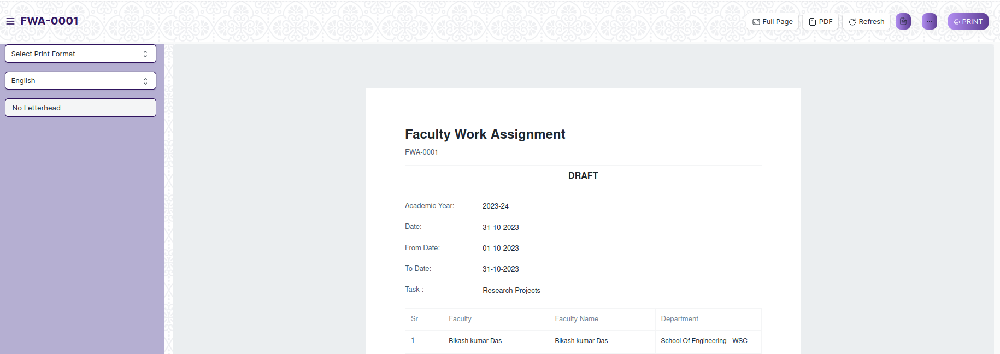 FWA-0001
Full Page
PDF
Refresh
PRINT
Select Print Format
English
No Letterhead
Faculty Work Assignment
FWA-0001
DRAFT
Academic Year: 2023-24
Date: 31-10-2023
From Date: 01-10-2023
To Date: 31-10-2023
Task : Research Projects
Sr Faculty Faculty Name Department
1 Bikash kumar Das Bikash kumar Das School Of Engineering - WSC